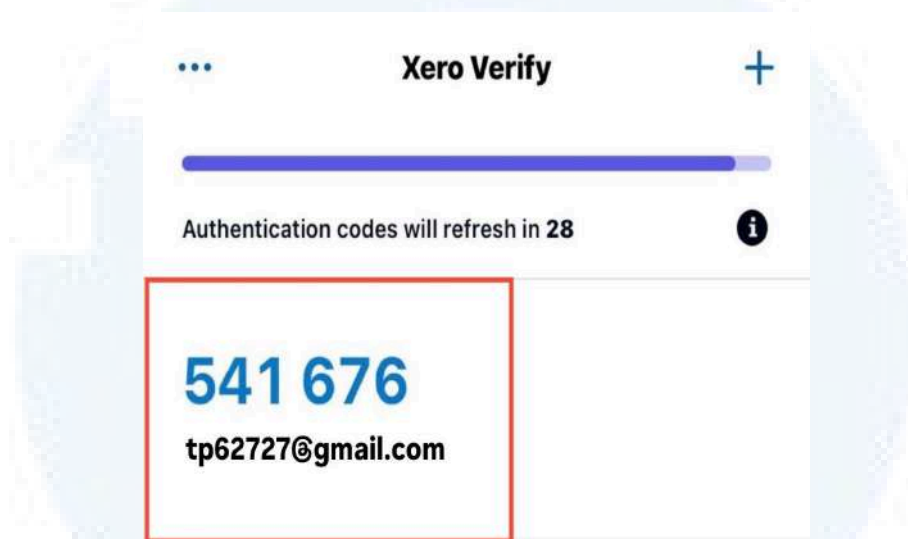 ... Xero Verify +
Authentication codes will refresh in 28 i
541 676
tp62727@gmail.com